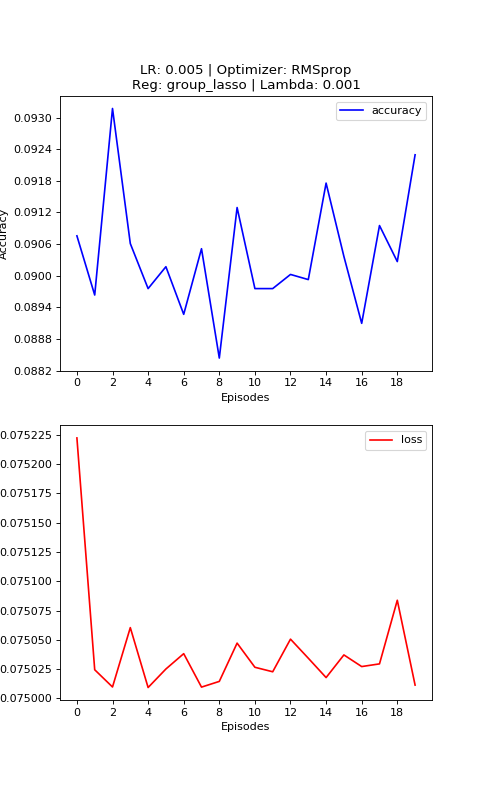 LR: 0.005 | Optimizer: RMSprop
Reg: group_lasso | Lambda: 0.001
accuracy
0.0930
0.0924
0.0918
0.0912
0.0906
0.0900
0.0894
0.0888
0.0882
Accuracy
0 2 4 6 8 10 12 14 16 18
Episodes
loss
0.075225
0.075200
0.075175
0.075150
0.075125
0.075100
0.075075
0.075050
0.075025
0.075000
0 2 4 6 8 10 12 14 16 18
Episodes